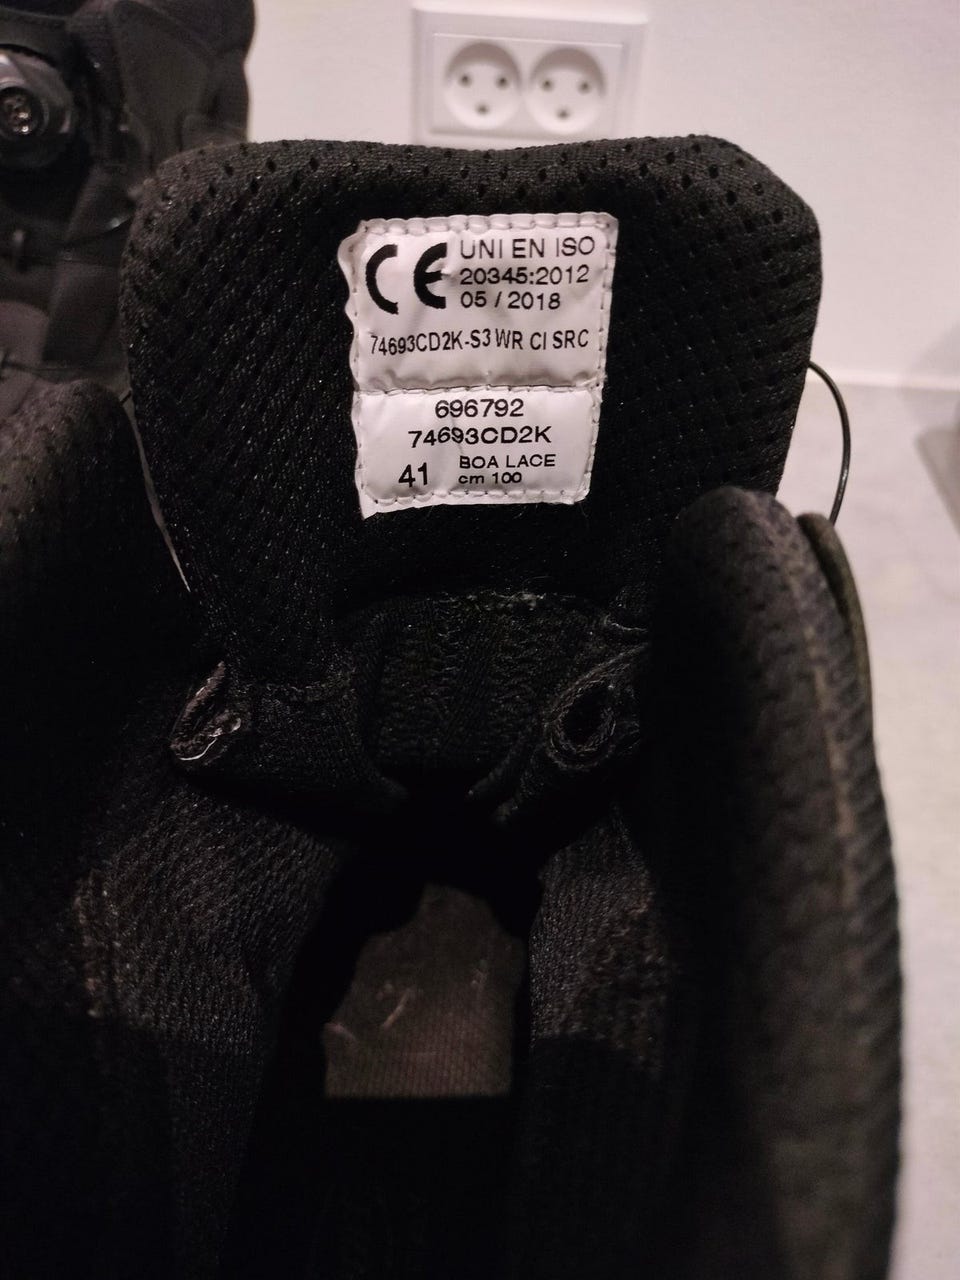 CE UNI EN ISO
20345:2012
05 / 2018
74693CD2K-S3 WR CI SRC
696792
74693CD2K
41 BOA LACE
cm 100